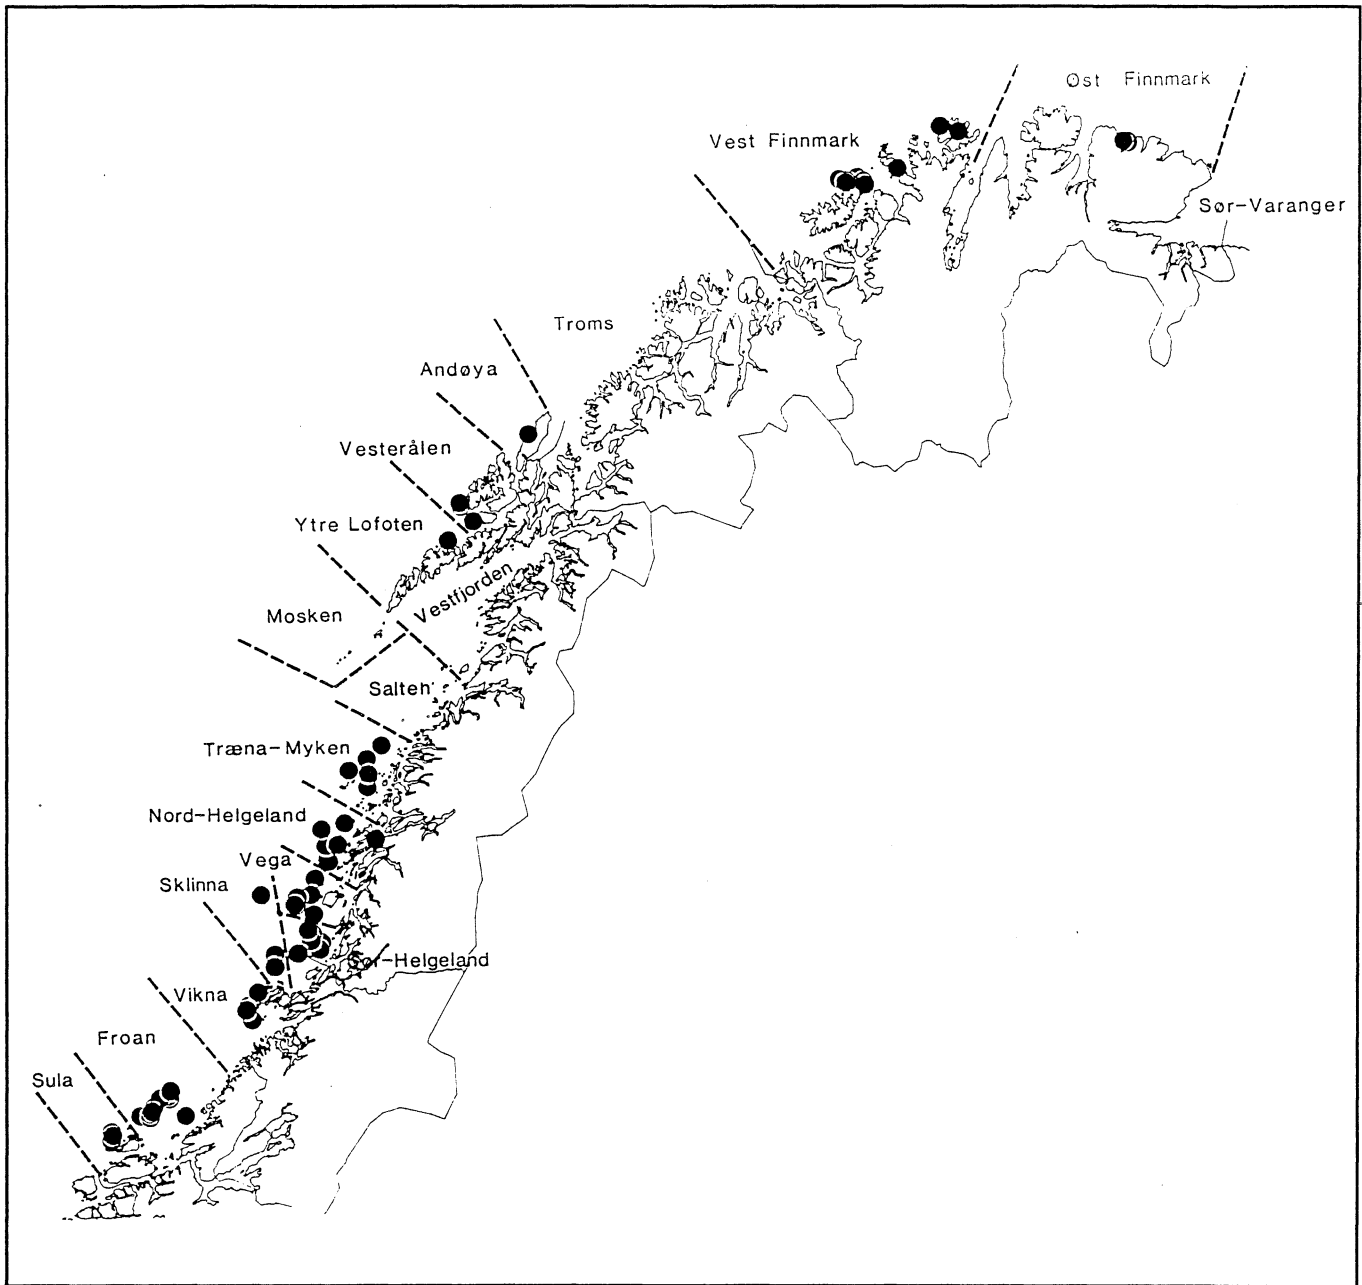 Øst Finnmark
Vest Finnmark
Sør-Varanger
Troms
Andøya
Vesterålen
Ytre Lofoten
Vestfjorden
Mosken
Salten
Træna-Myken
Nord-Helgeland
Vega
Sklinna
Sør-Helgeland
Vikna
Froan
Sula